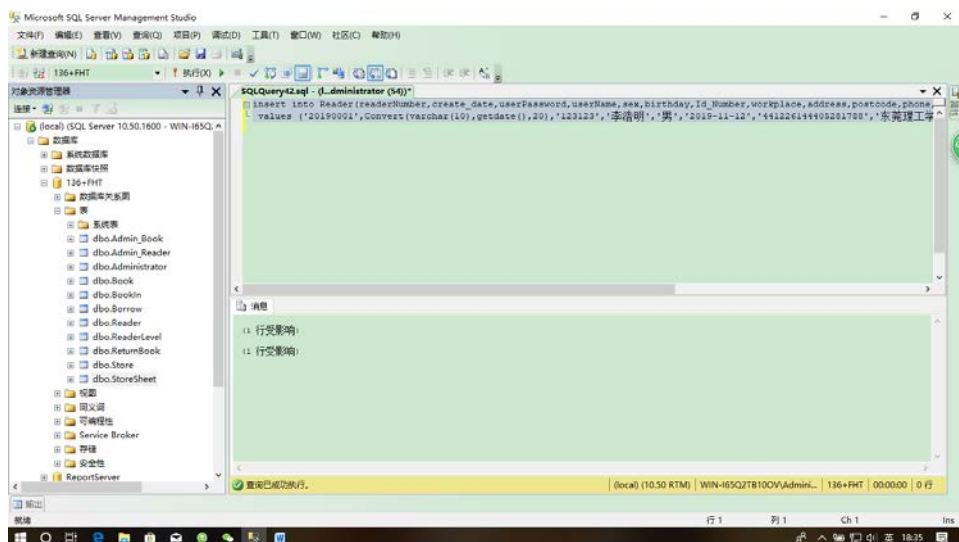 Microsoft SQL Server Management Studio
文件(F) 编辑(E) 查看(V) 查询(Q) 项目(P) 调试(D) 工具(T) 窗口(W) 社区(C) 帮助(H)
新建查询(N)
136+FHT 执行(X)
对象资源管理器
SQLQuery42.sql - (l...dministrator (54))*
连接
insert into Reader(readerNumber,create_date,userPassword,userName,sex,birthday,Id_Number,workplace,address,postcode,phone,
values ('20190001',Convert(varchar(10),getdate(),20),'123123','李浩明','男','2019-11-12','441226144405281788','东莞理工学
(local) (SQL Server 10.50.1600 - WIN-I65Q
数据库
系统数据库
数据库快照
136+FHT
数据库关系图
表
系统表
dbo.Admin_Book
dbo.Admin_Reader
dbo.Administrator
dbo.Book
dbo.BookIn
dbo.Borrow
dbo.Reader
dbo.ReaderLevel
dbo.ReturnBook
dbo.Store
dbo.StoreSheet
视图
同义词
可编程性
Service Broker
存储
安全性
ReportServer
消息
(1 行受影响)
(1 行受影响)
查询已成功执行。
(local) (10.50 RTM) WIN-I65Q2TB10OV\Admini... 136+FHT 00:00:00 0 行
输出
就绪
行 1 列 1 Ch 1 Ins
英 18:35